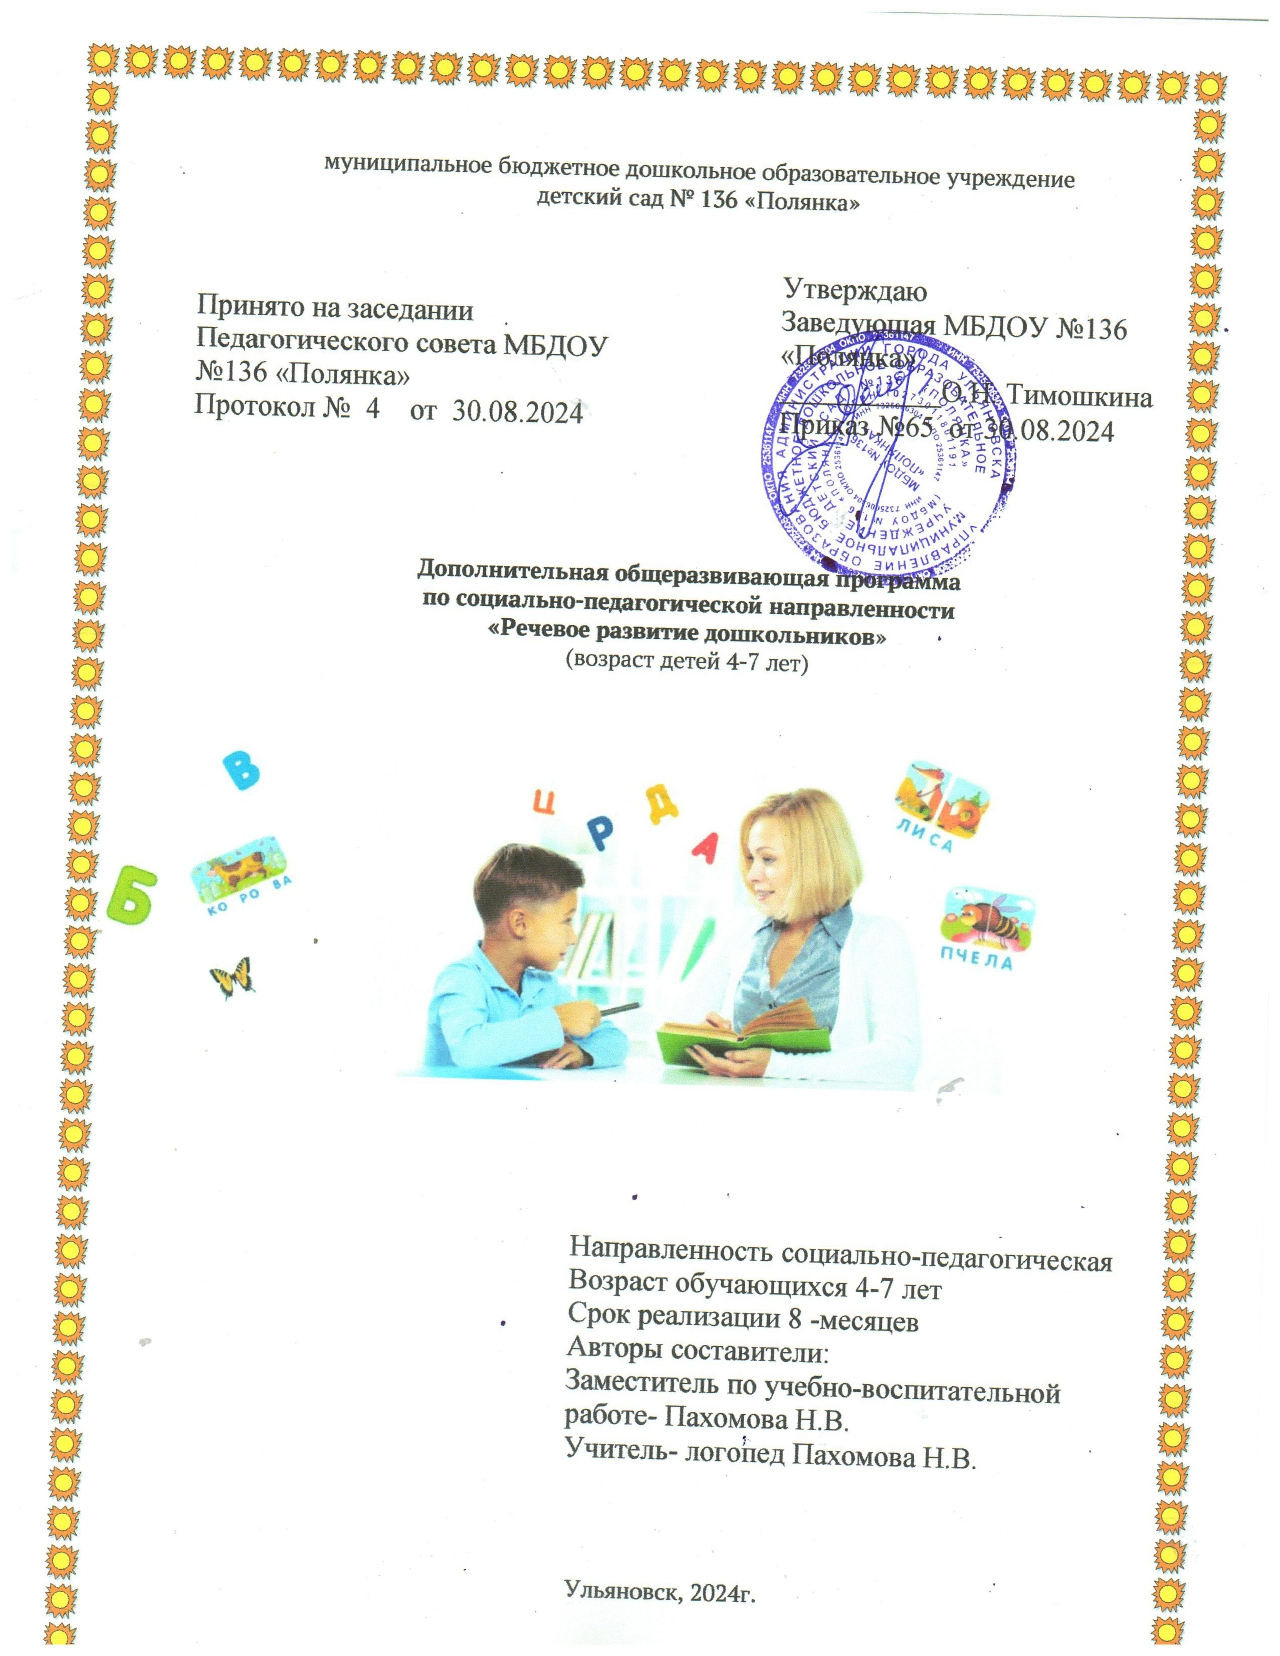 муниципальное бюджетное дошкольное образовательное учреждение
детский сад № 136 «Полянка»
Принято на заседании
Педагогического совета МБДОУ
№136 «Полянка»
Протокол № 4 от 30.08.2024
Утверждаю
Заведующая МБДОУ №136
«Полянка»
О.Н. Тимошкина
Приказ №65 от 30.08.2024
Дополнительная общеразвивающая программа
по социально-педагогической направленности
«Речевое развитие дошкольников»
(возраст детей 4-7 лет)
В
Ц
Р
Д
А
ЛИСА
Б
КО РО ВА
ПЧЕЛА
Направленность социально-педагогическая
Возраст обучающихся 4-7 лет
Срок реализации 8 -месяцев
Авторы составители:
Заместитель по учебно-воспитательной
работе- Пахомова Н.В.
Учитель- логопед Пахомова Н.В.
Ульяновск, 2024г.